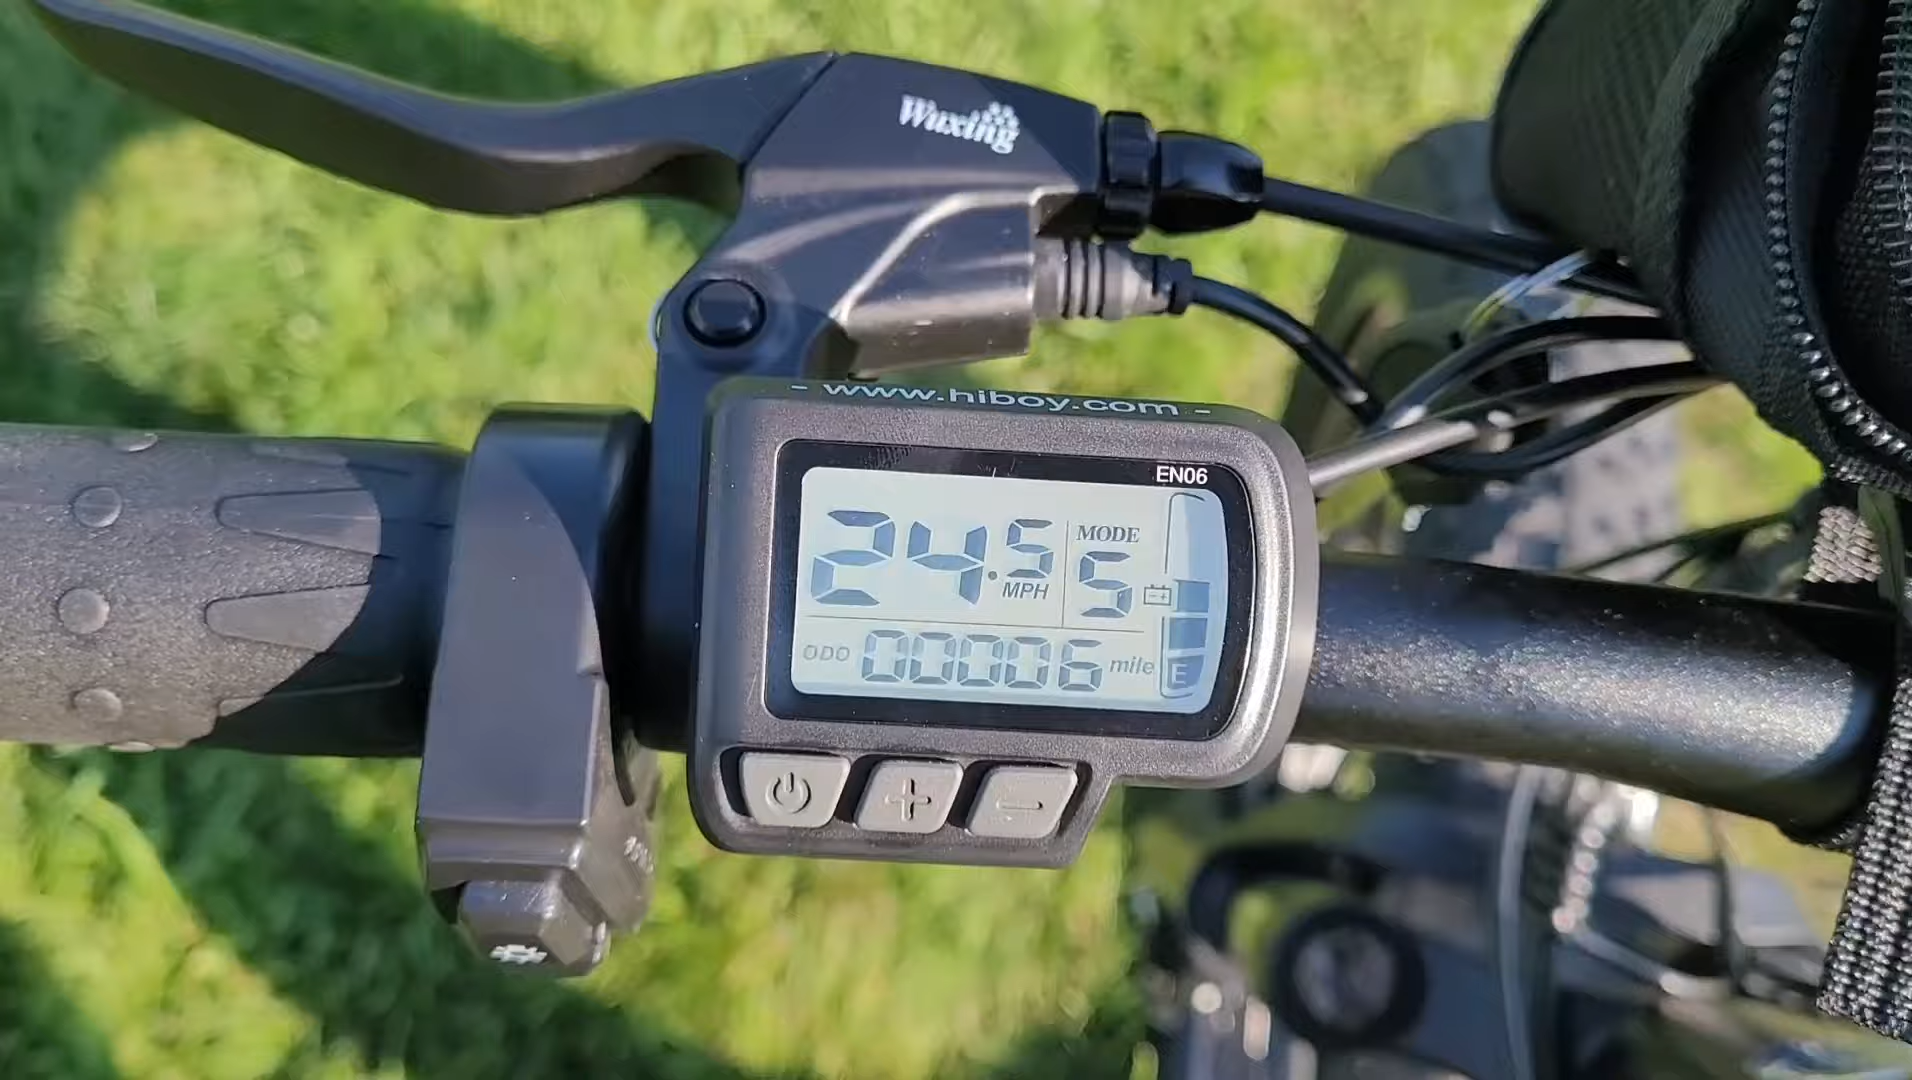 Wuxing
- www.hiboy.com -
EN06
24.5 MPH
MODE 5
ODO 00006 mile
E